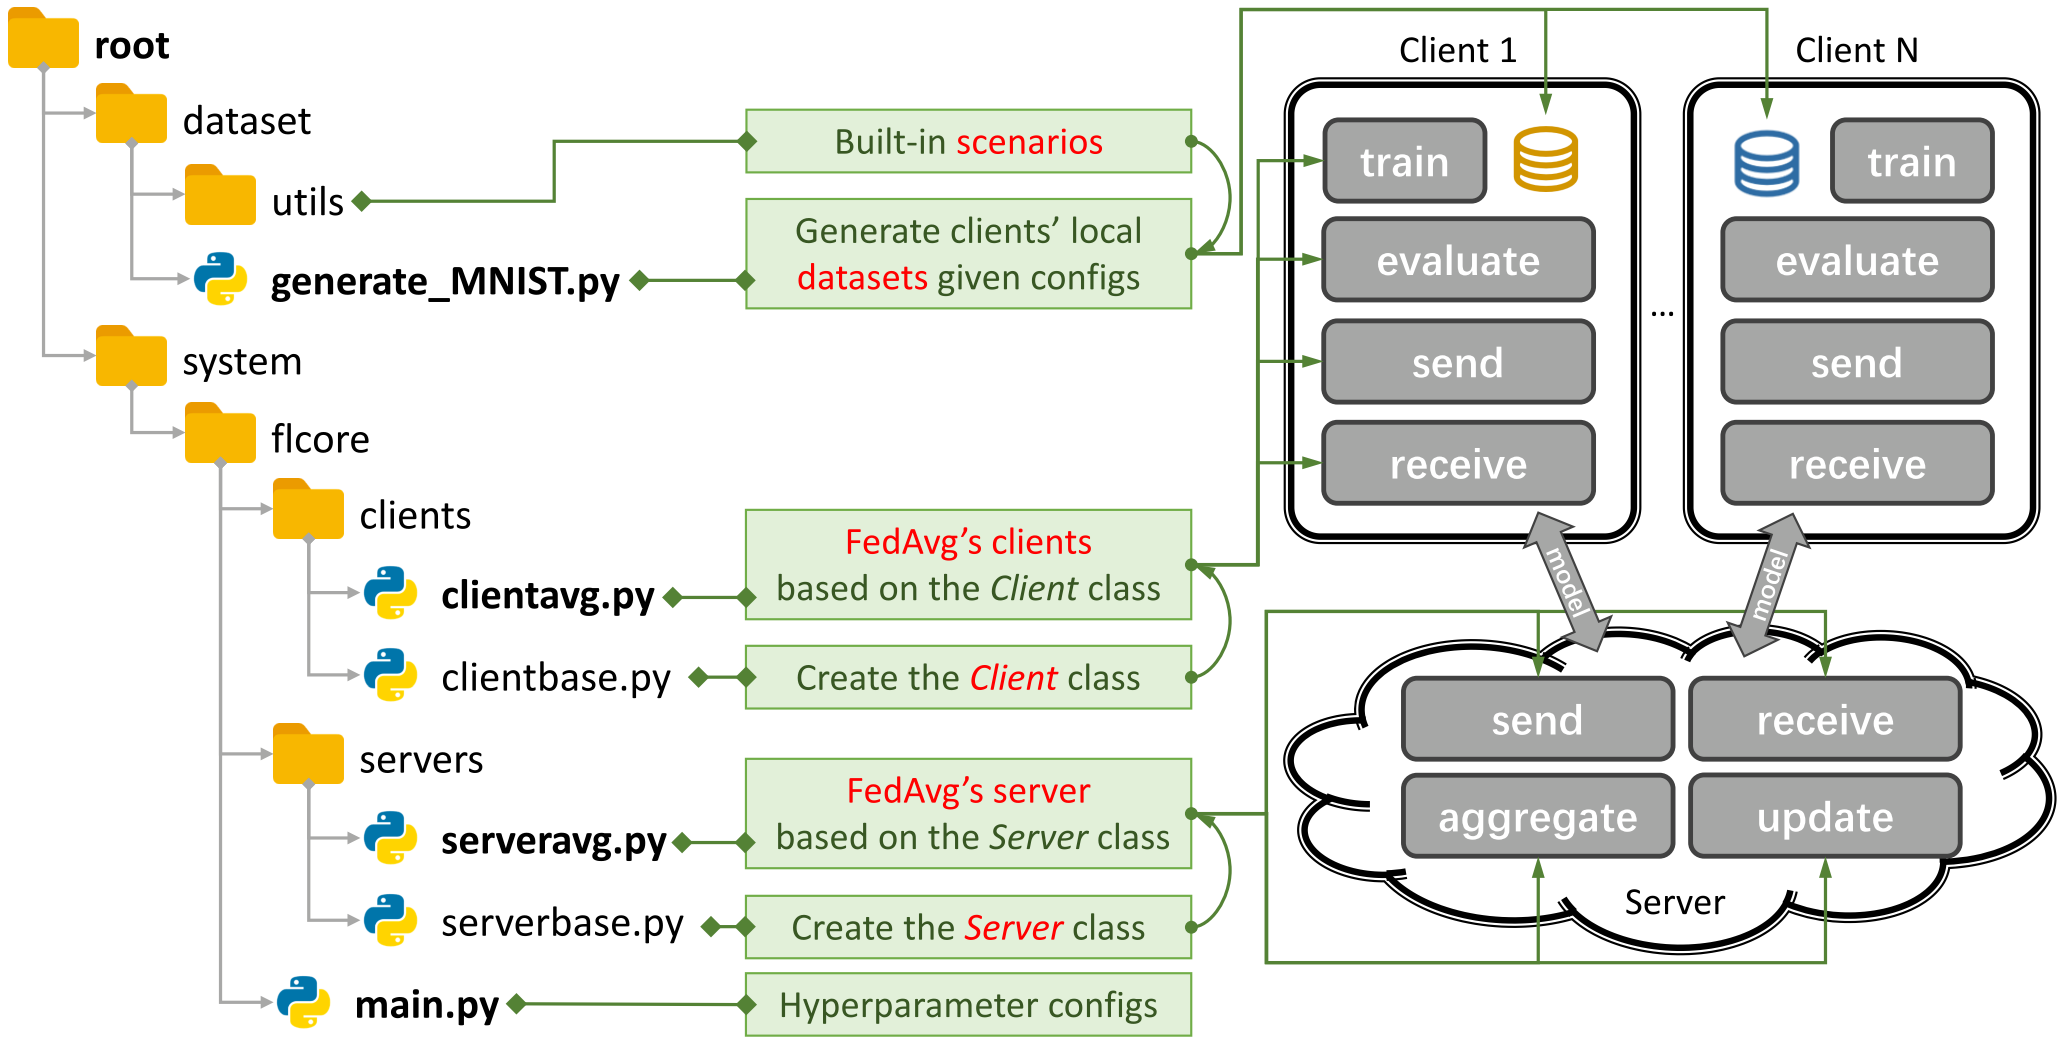 root
dataset
utils
generate_MNIST.py
system
flcore
clients
clientavg.py
clientbase.py
servers
serveravg.py
serverbase.py
main.py
Built-in scenarios
Generate clients’ local
datasets given configs
FedAvg’s clients
based on the Client class
Create the Client class
FedAvg’s server
based on the Server class
Create the Server class
Hyperparameter configs
Client 1
train
evaluate
send
receive
...
Client N
train
evaluate
send
receive
model
model
send
receive
aggregate
update
Server